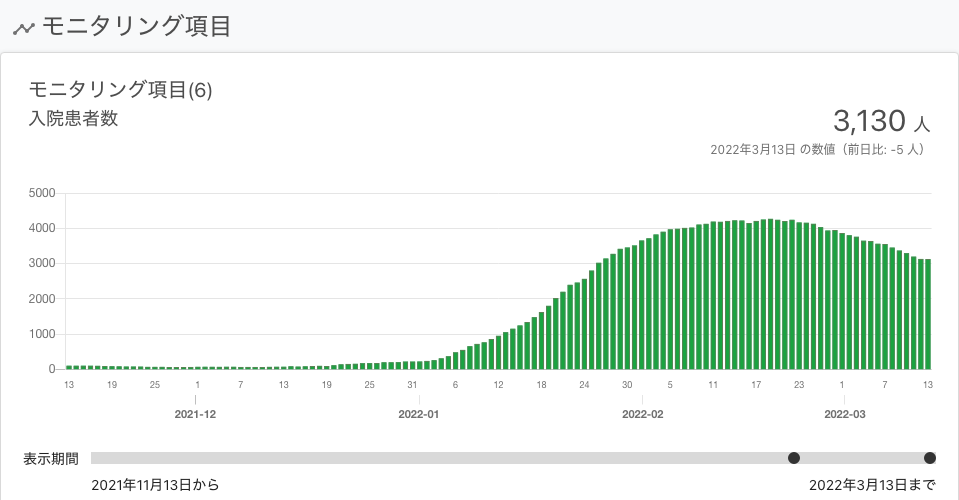 モニタリング項目
モニタリング項目(6)
入院患者数
3,130 人
2022年3月13日 の数値（前日比: -5 人）
5000
4000
3000
2000
1000
0
13 19 25 1 7 13 19 25 31 6 12 18 24 30 5 11 17 23 1 7 13
2021-12 2022-01 2022-02 2022-03
表示期間
2021年11月13日から 2022年3月13日まで